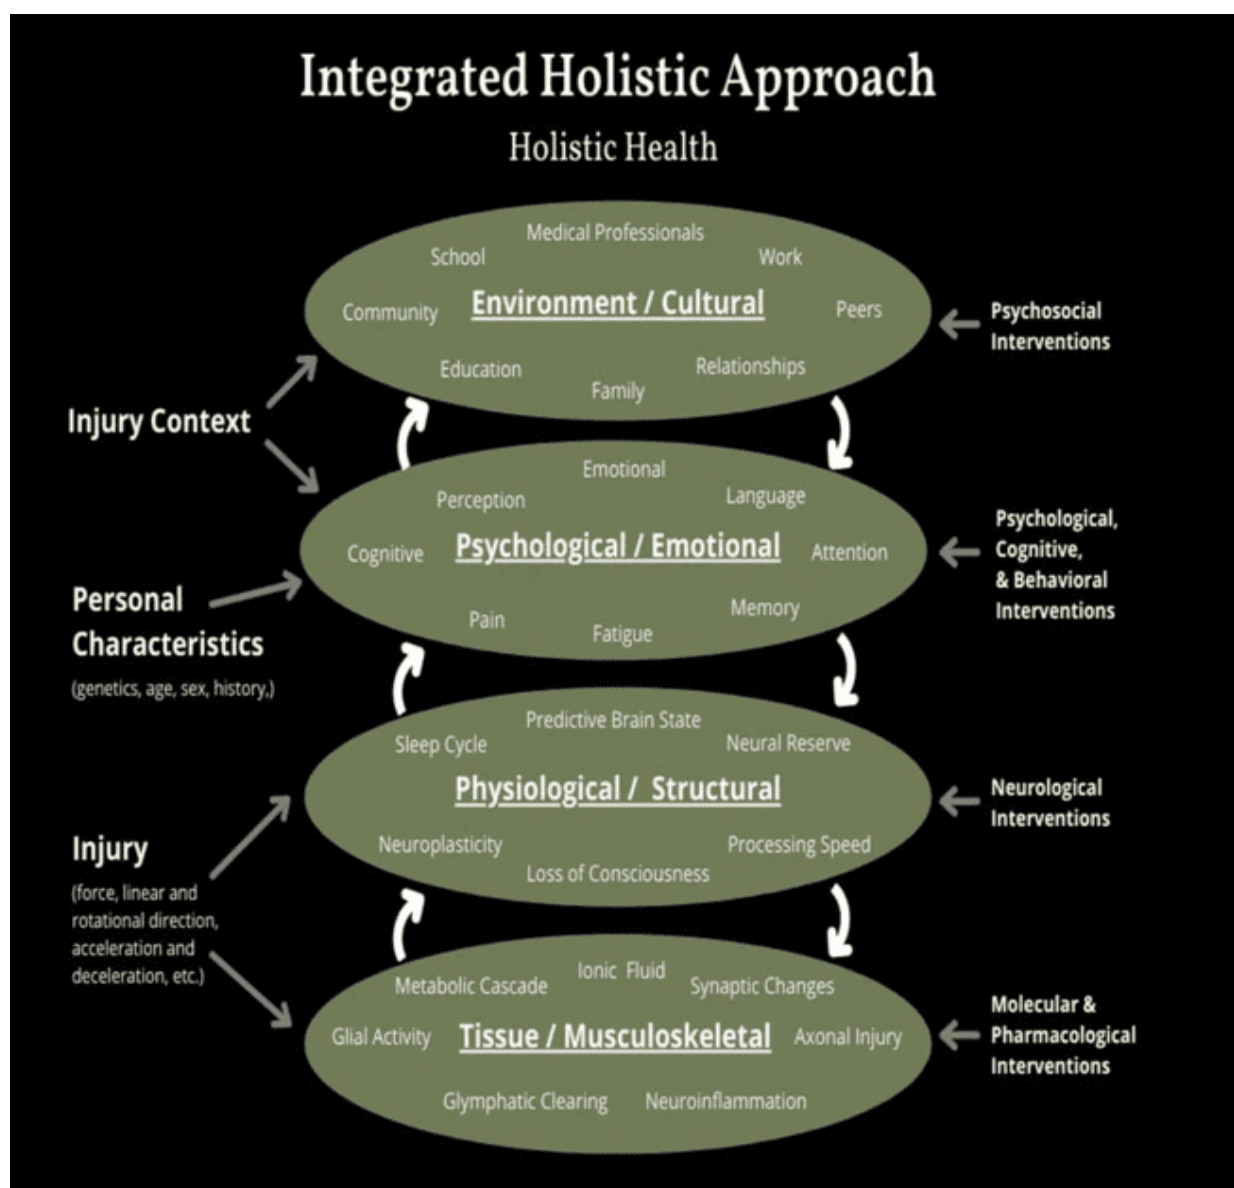 Integrated Holistic Approach
Holistic Health
Medical Professionals
School
Work
Environment / Cultural
Community
Peers
Education
Relationships
Family
Psychosocial
Interventions
Injury Context
Emotional
Perception
Language
Psychological / Emotional
Cognitive
Attention
Pain
Memory
Fatigue
Psychological,
Cognitive,
& Behavioral
Interventions
Personal
Characteristics
(genetics, age, sex, history,)
Predictive Brain State
Sleep Cycle
Neural Reserve
Physiological / Structural
Neuroplasticity
Processing Speed
Loss of Consciousness
Neurological
Interventions
Injury
(force, linear and
rotational direction,
acceleration and
deceleration, etc.)
Ionic Fluid
Metabolic Cascade
Synaptic Changes
Glial Activity
Tissue / Musculoskeletal
Axonal Injury
Glymphatic Clearing
Neuroinflammation
Molecular &
Pharmacological
Interventions